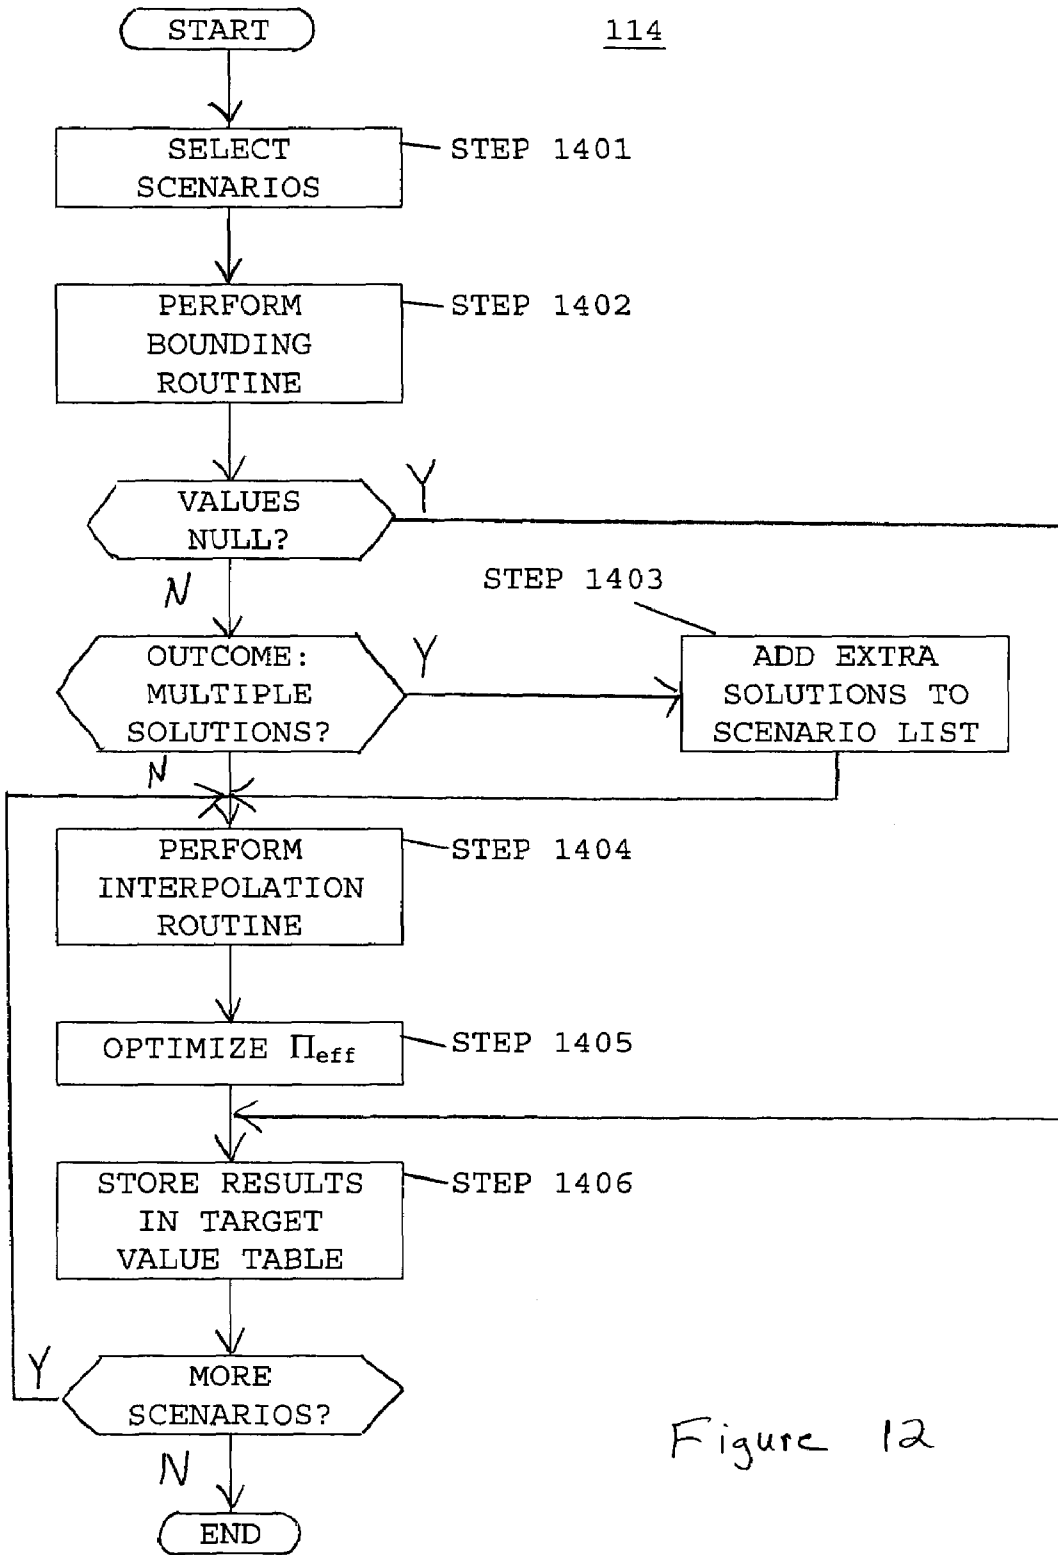 START
114
SELECT
SCENARIOS
STEP 1401
PERFORM
BOUNDING
ROUTINE
STEP 1402
VALUES
NULL?
Y
N
STEP 1403
OUTCOME:
MULTIPLE
SOLUTIONS?
Y
ADD EXTRA
SOLUTIONS TO
SCENARIO LIST
N
PERFORM
INTERPOLATION
ROUTINE
STEP 1404
OPTIMIZE Πeff
STEP 1405
STORE RESULTS
IN TARGET
VALUE TABLE
STEP 1406
Y
MORE
SCENARIOS?
N
END
Figure 12